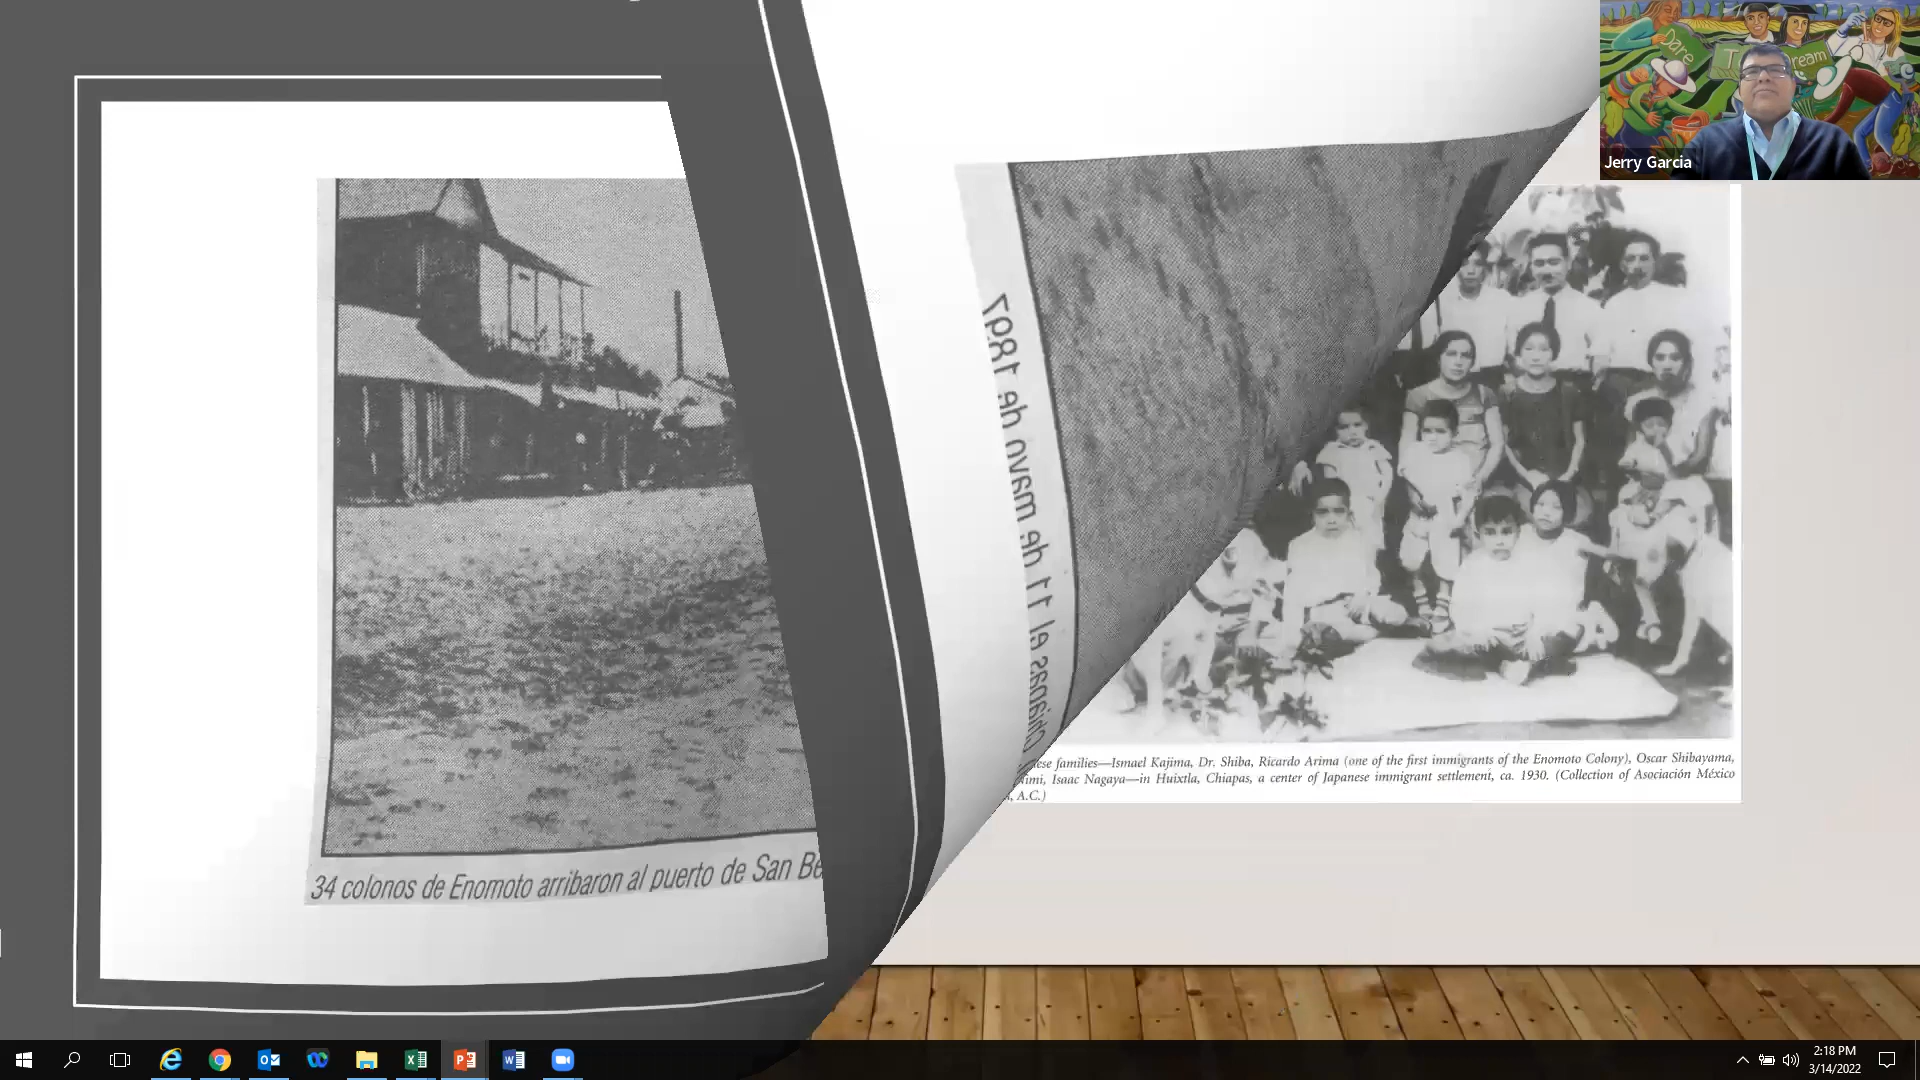 Dare
T
ream
Jerry Garcia
Chiapas el 11 de mayo de 1897
34 colonos de Enomoto arribaron al puerto de San Be
ese families—Ismael Kajima, Dr. Shiba, Ricardo Arima (one of the first immigrants of the Enomoto Colony), Oscar Shibayama,
imi, Isaac Nagaya—in Huixtla, Chiapas, a center of Japanese immigrant settlement, ca. 1930. (Collection of Asociación México
, A.C.)
2:18 PM
3/14/2022